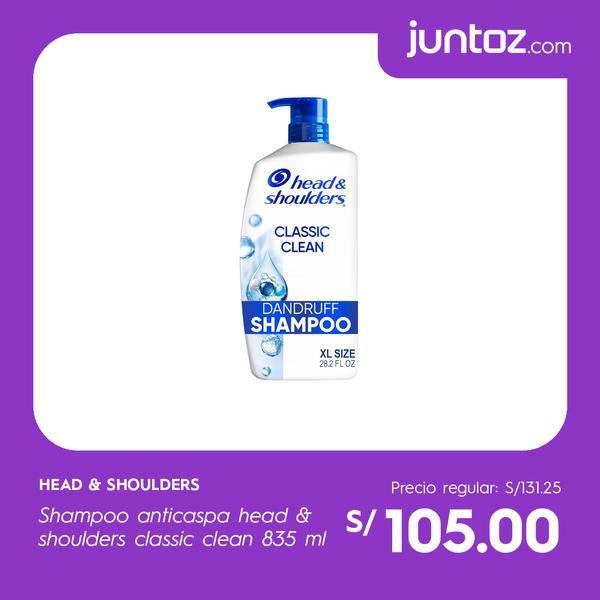 juntoz.com
head &
shoulders
CLASSIC
CLEAN
DANDRUFF
SHAMPOO
XL SIZE
28.2 FL OZ
HEAD & SHOULDERS
Shampoo anticaspa head &
shoulders classic clean 835 ml
Precio regular: S/131.25
S/ 105.00